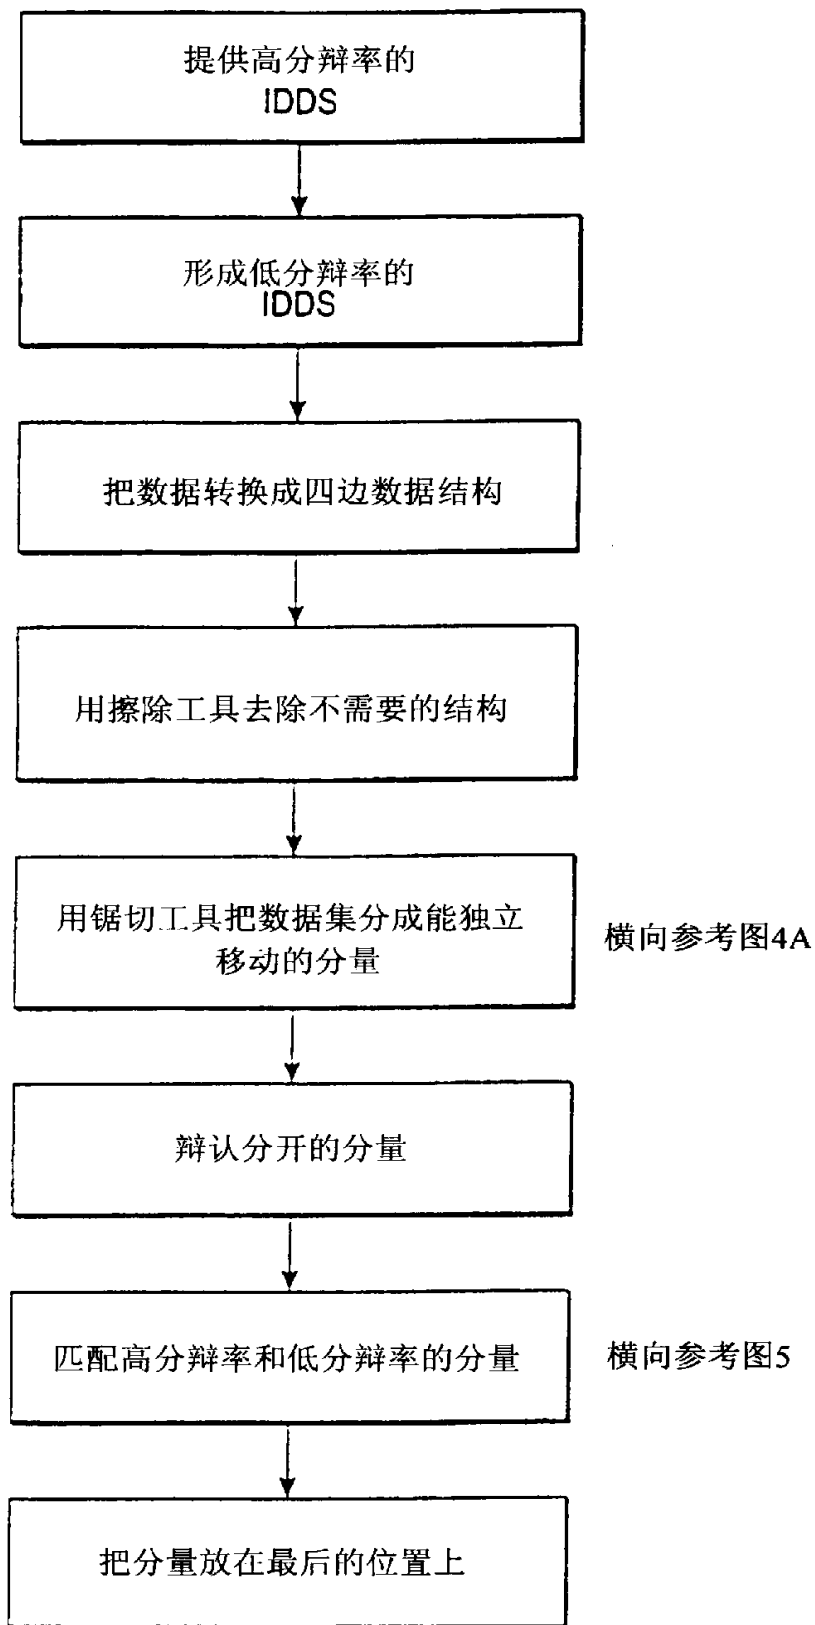 提供高分辩率的
IDDS
形成低分辩率的
IDDS
把数据转换成四边数据结构
用擦除工具去除不需要的结构
用锯切工具把数据集分成能独立
移动的分量
横向参考图4A
辩认分开的分量
匹配高分辩率和低分辩率的分量
横向参考图5
把分量放在最后的位置上